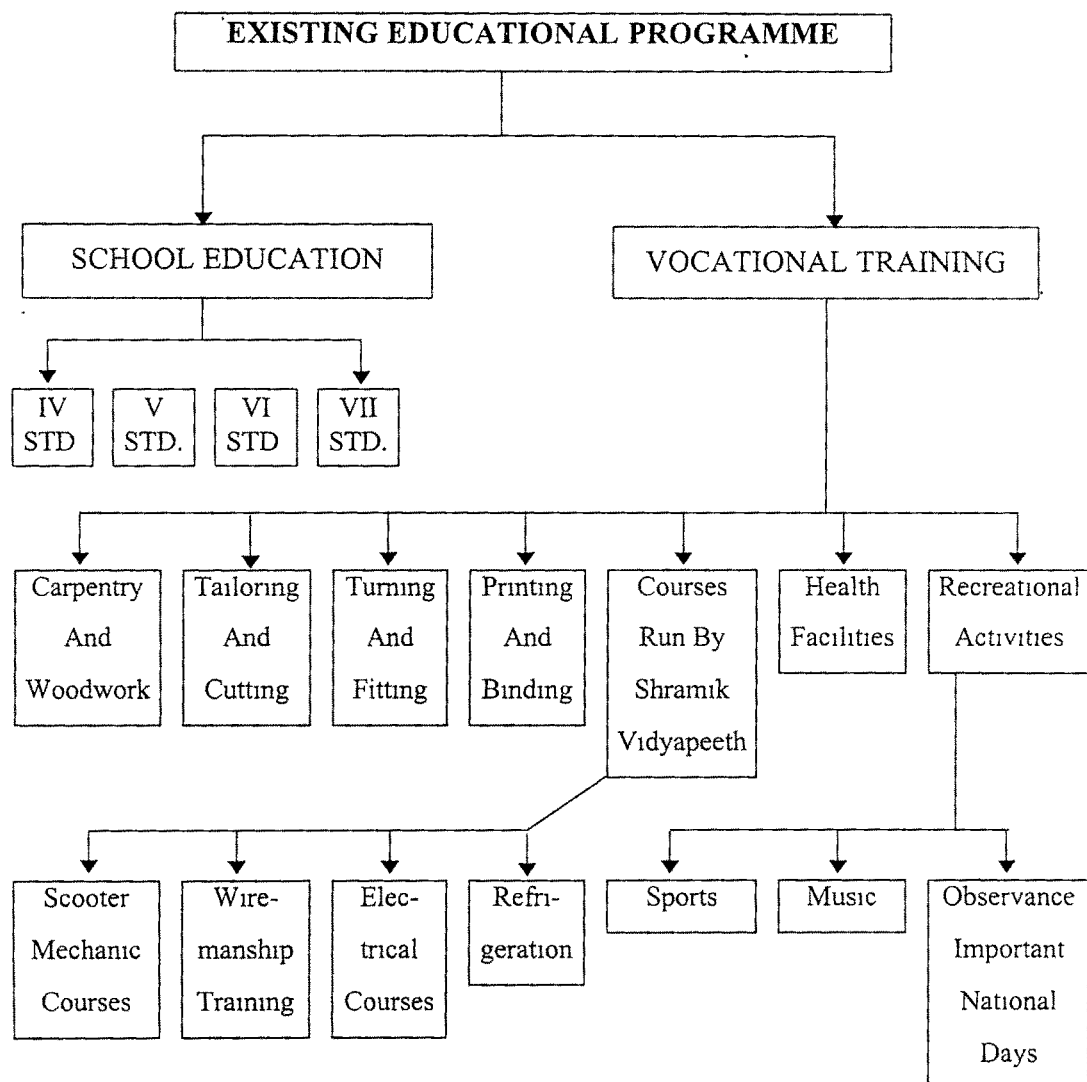 EXISTING EDUCATIONAL PROGRAMME
SCHOOL EDUCATION
VOCATIONAL TRAINING
IV
STD
V
STD.
VI
STD
VII
STD.
Carpentry
And
Woodwork
Tailoring
And
Cutting
Turning
And
Fitting
Printing
And
Binding
Courses
Run By
Shramik
Vidyapeeth
Health
Facilities
Recreational
Activities
Scooter
Mechanic
Courses
Wire-
manship
Training
Elec-
trical
Courses
Refri-
geration
Sports
Music
Observance
Important
National
Days